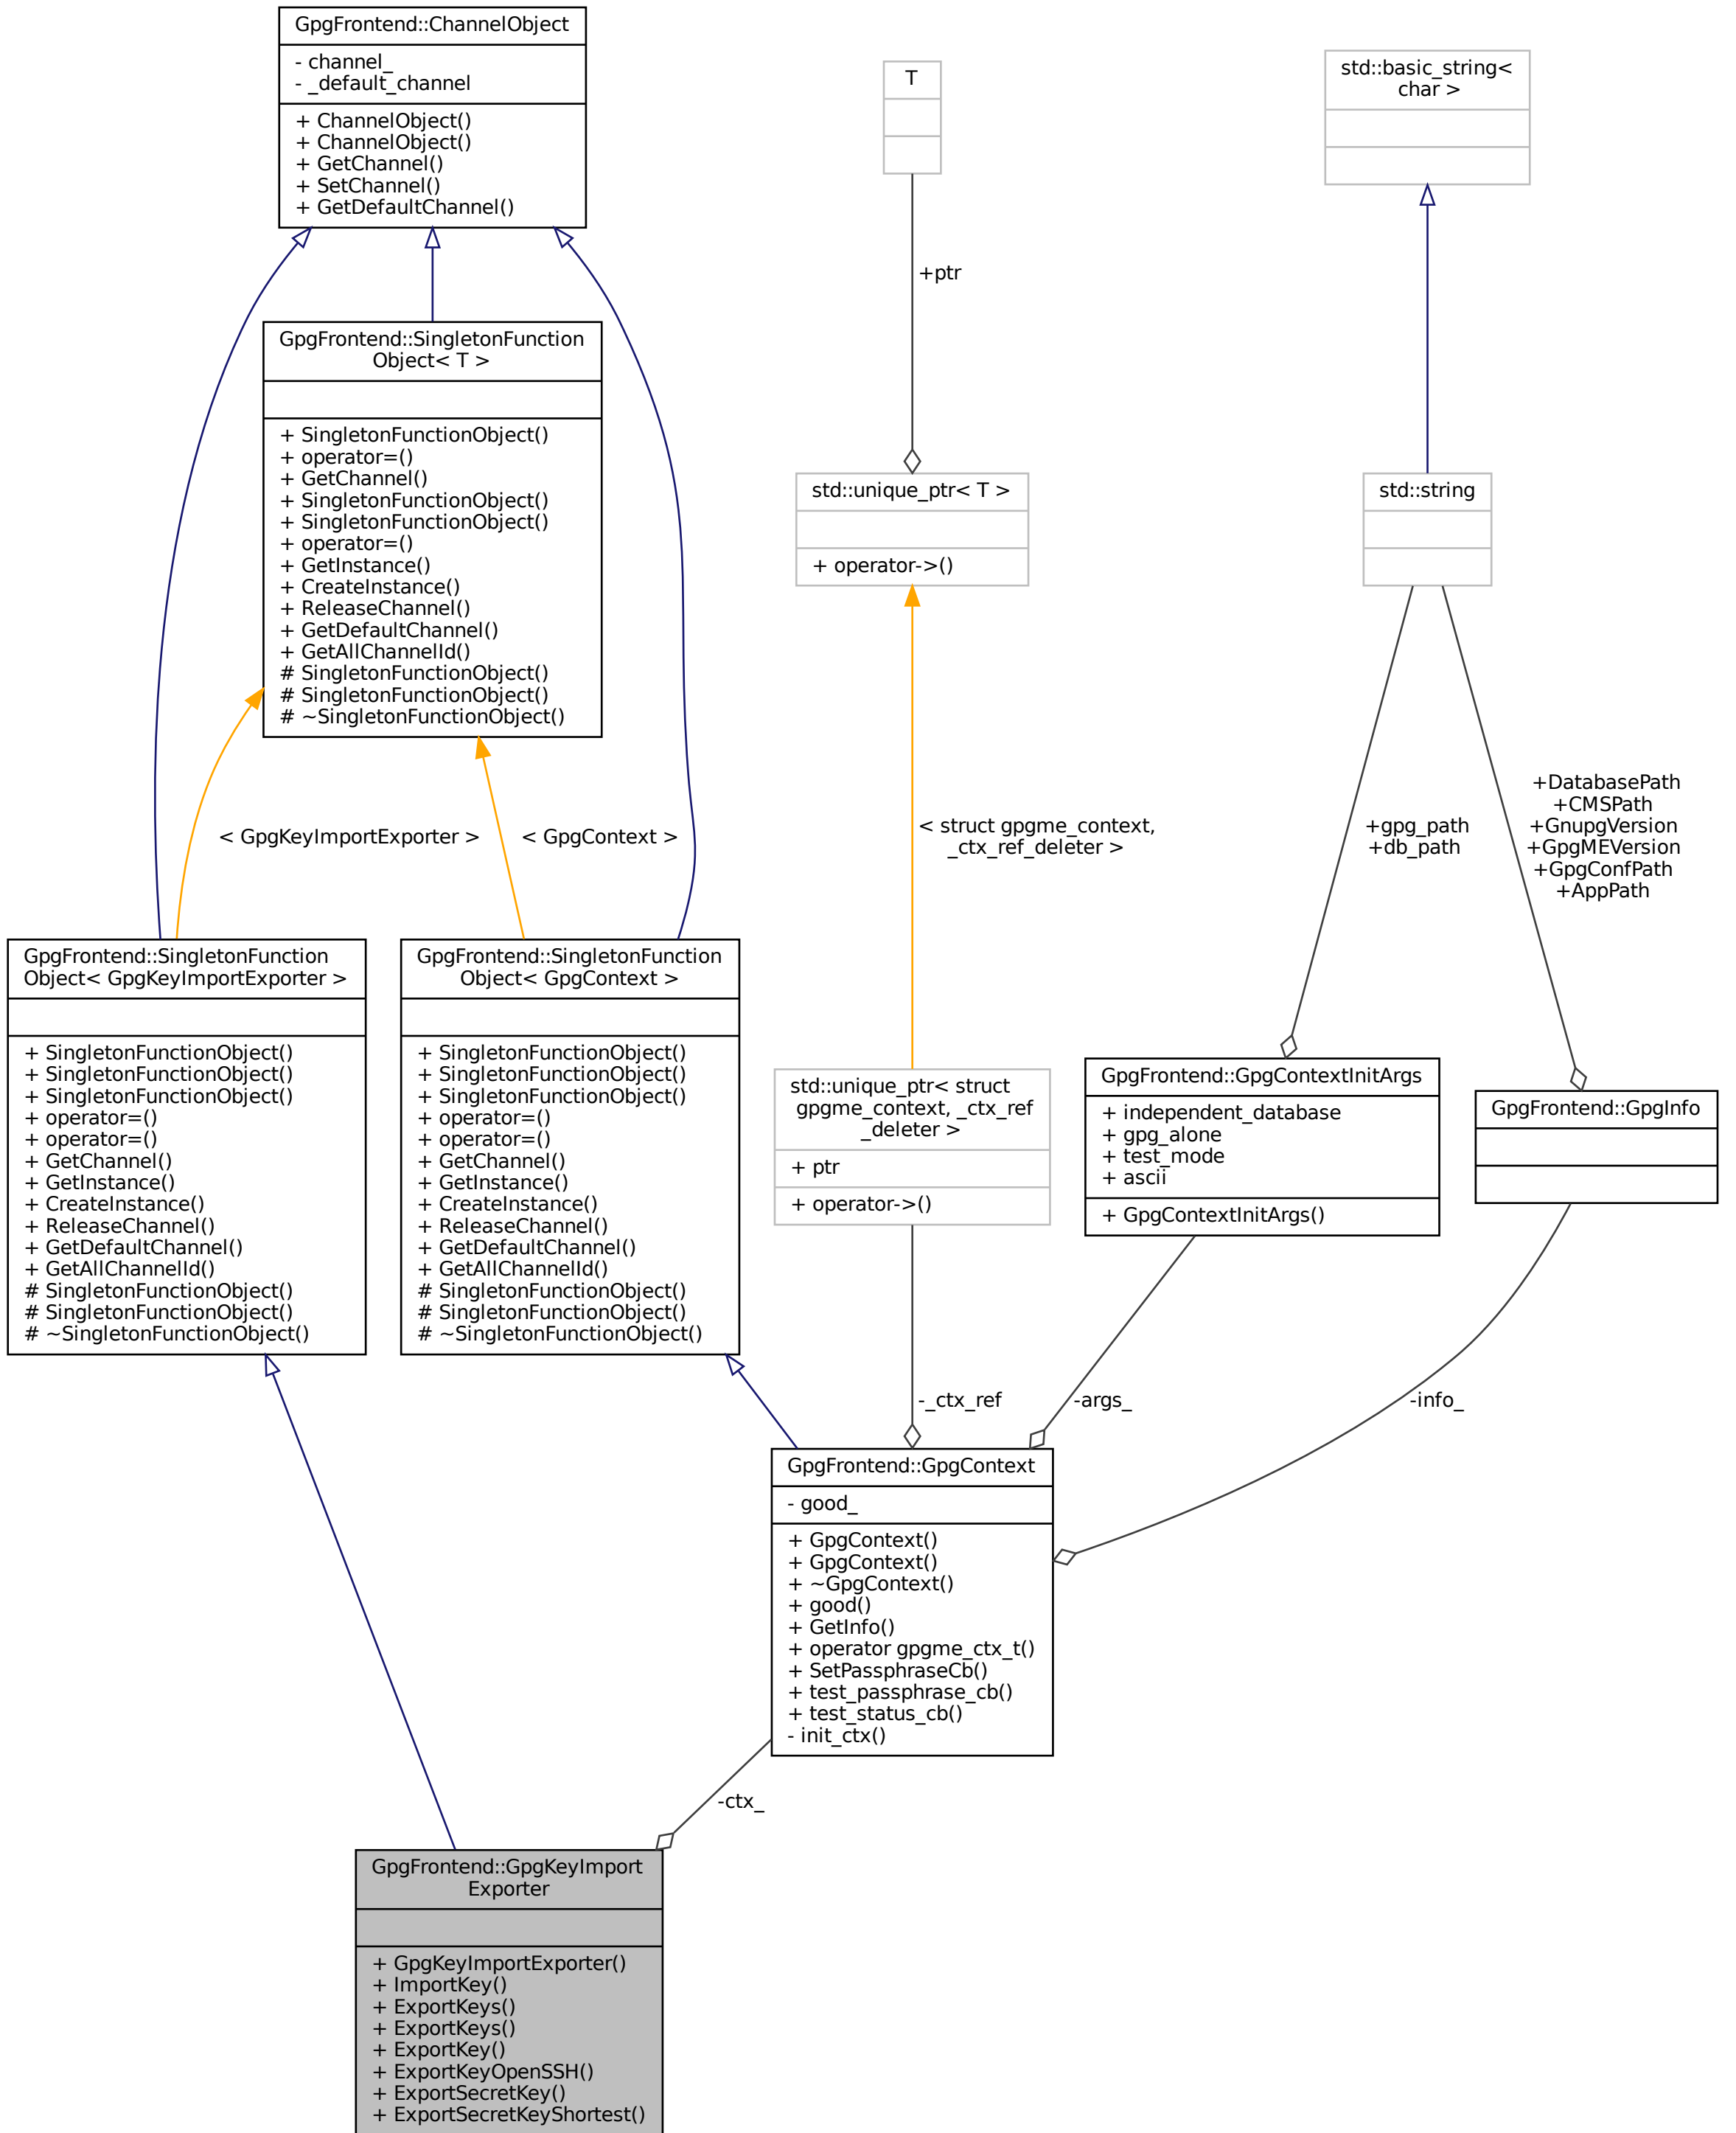 GpgFrontend::ChannelObject
- channel_
- _default_channel
+ ChannelObject()
+ ChannelObject()
+ GetChannel()
+ SetChannel()
+ GetDefaultChannel()
T
+ptr
std::basic_string<
char >
GpgFrontend::SingletonFunction
Object< T >
+ SingletonFunctionObject()
+ operator=()
+ GetChannel()
+ SingletonFunctionObject()
+ SingletonFunctionObject()
+ operator=()
+ GetInstance()
+ CreateInstance()
+ ReleaseChannel()
+ GetDefaultChannel()
+ GetAllChannelId()
# SingletonFunctionObject()
# SingletonFunctionObject()
# ~SingletonFunctionObject()
std::unique_ptr< T >
+ operator->()
std::string
< GpgKeyImportExporter >
< GpgContext >
< struct gpgme_context,
_ctx_ref_deleter >
+gpg_path
+db_path
+DatabasePath
+CMSPath
+GnupgVersion
+GpgMEVersion
+GpgConfPath
+AppPath
GpgFrontend::SingletonFunction
Object< GpgKeyImportExporter >
+ SingletonFunctionObject()
+ SingletonFunctionObject()
+ SingletonFunctionObject()
+ operator=()
+ operator=()
+ GetChannel()
+ GetInstance()
+ CreateInstance()
+ ReleaseChannel()
+ GetDefaultChannel()
+ GetAllChannelId()
# SingletonFunctionObject()
# SingletonFunctionObject()
# ~SingletonFunctionObject()
GpgFrontend::SingletonFunction
Object< GpgContext >
+ SingletonFunctionObject()
+ SingletonFunctionObject()
+ SingletonFunctionObject()
+ operator=()
+ operator=()
+ GetChannel()
+ GetInstance()
+ CreateInstance()
+ ReleaseChannel()
+ GetDefaultChannel()
+ GetAllChannelId()
# SingletonFunctionObject()
# SingletonFunctionObject()
# ~SingletonFunctionObject()
std::unique_ptr< struct
gpgme_context, _ctx_ref
_deleter >
+ ptr
+ operator->()
GpgFrontend::GpgContextInitArgs
+ independent_database
+ gpg_alone
+ test_mode
+ ascii
+ GpgContextInitArgs()
GpgFrontend::GpgInfo
-_ctx_ref
-args_
-info_
GpgFrontend::GpgContext
- good_
+ GpgContext()
+ GpgContext()
+ ~GpgContext()
+ good()
+ GetInfo()
+ operator gpgme_ctx_t()
+ SetPassphraseCb()
+ test_passphrase_cb()
+ test_status_cb()
- init_ctx()
-ctx_
GpgFrontend::GpgKeyImport
Exporter
+ GpgKeyImportExporter()
+ ImportKey()
+ ExportKeys()
+ ExportKeys()
+ ExportKey()
+ ExportKeyOpenSSH()
+ ExportSecretKey()
+ ExportSecretKeyShortest()